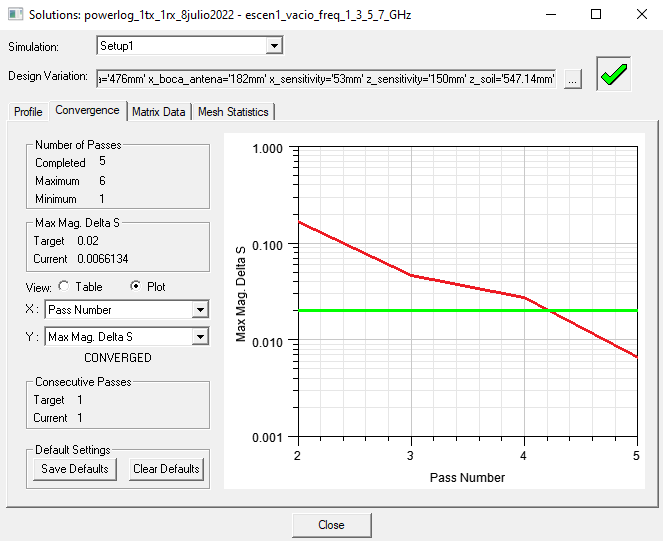 Solutions: powerlog_1tx_1rx_8julio2022 - escen1_vacio_freq_1_3_5_7_GHz
Simulation: Setup1
Design Variation: ='476mm' x_boca_antena='182mm' x_sensitivity='53mm' z_sensitivity='150mm' z_soil='547.14mm' ...
Profile Convergence Matrix Data Mesh Statistics
Number of Passes
Completed 5
Maximum 6
Minimum 1
Max Mag. Delta S
Target 0.02
Current 0.0066134
View: Table Plot
X : Pass Number
Y : Max Mag. Delta S
CONVERGED
Consecutive Passes
Target 1
Current 1
Default Settings
Save Defaults Clear Defaults
1.000
0.100
0.010
0.001
Max Mag. Delta S
2 3 4 5
Pass Number
Close